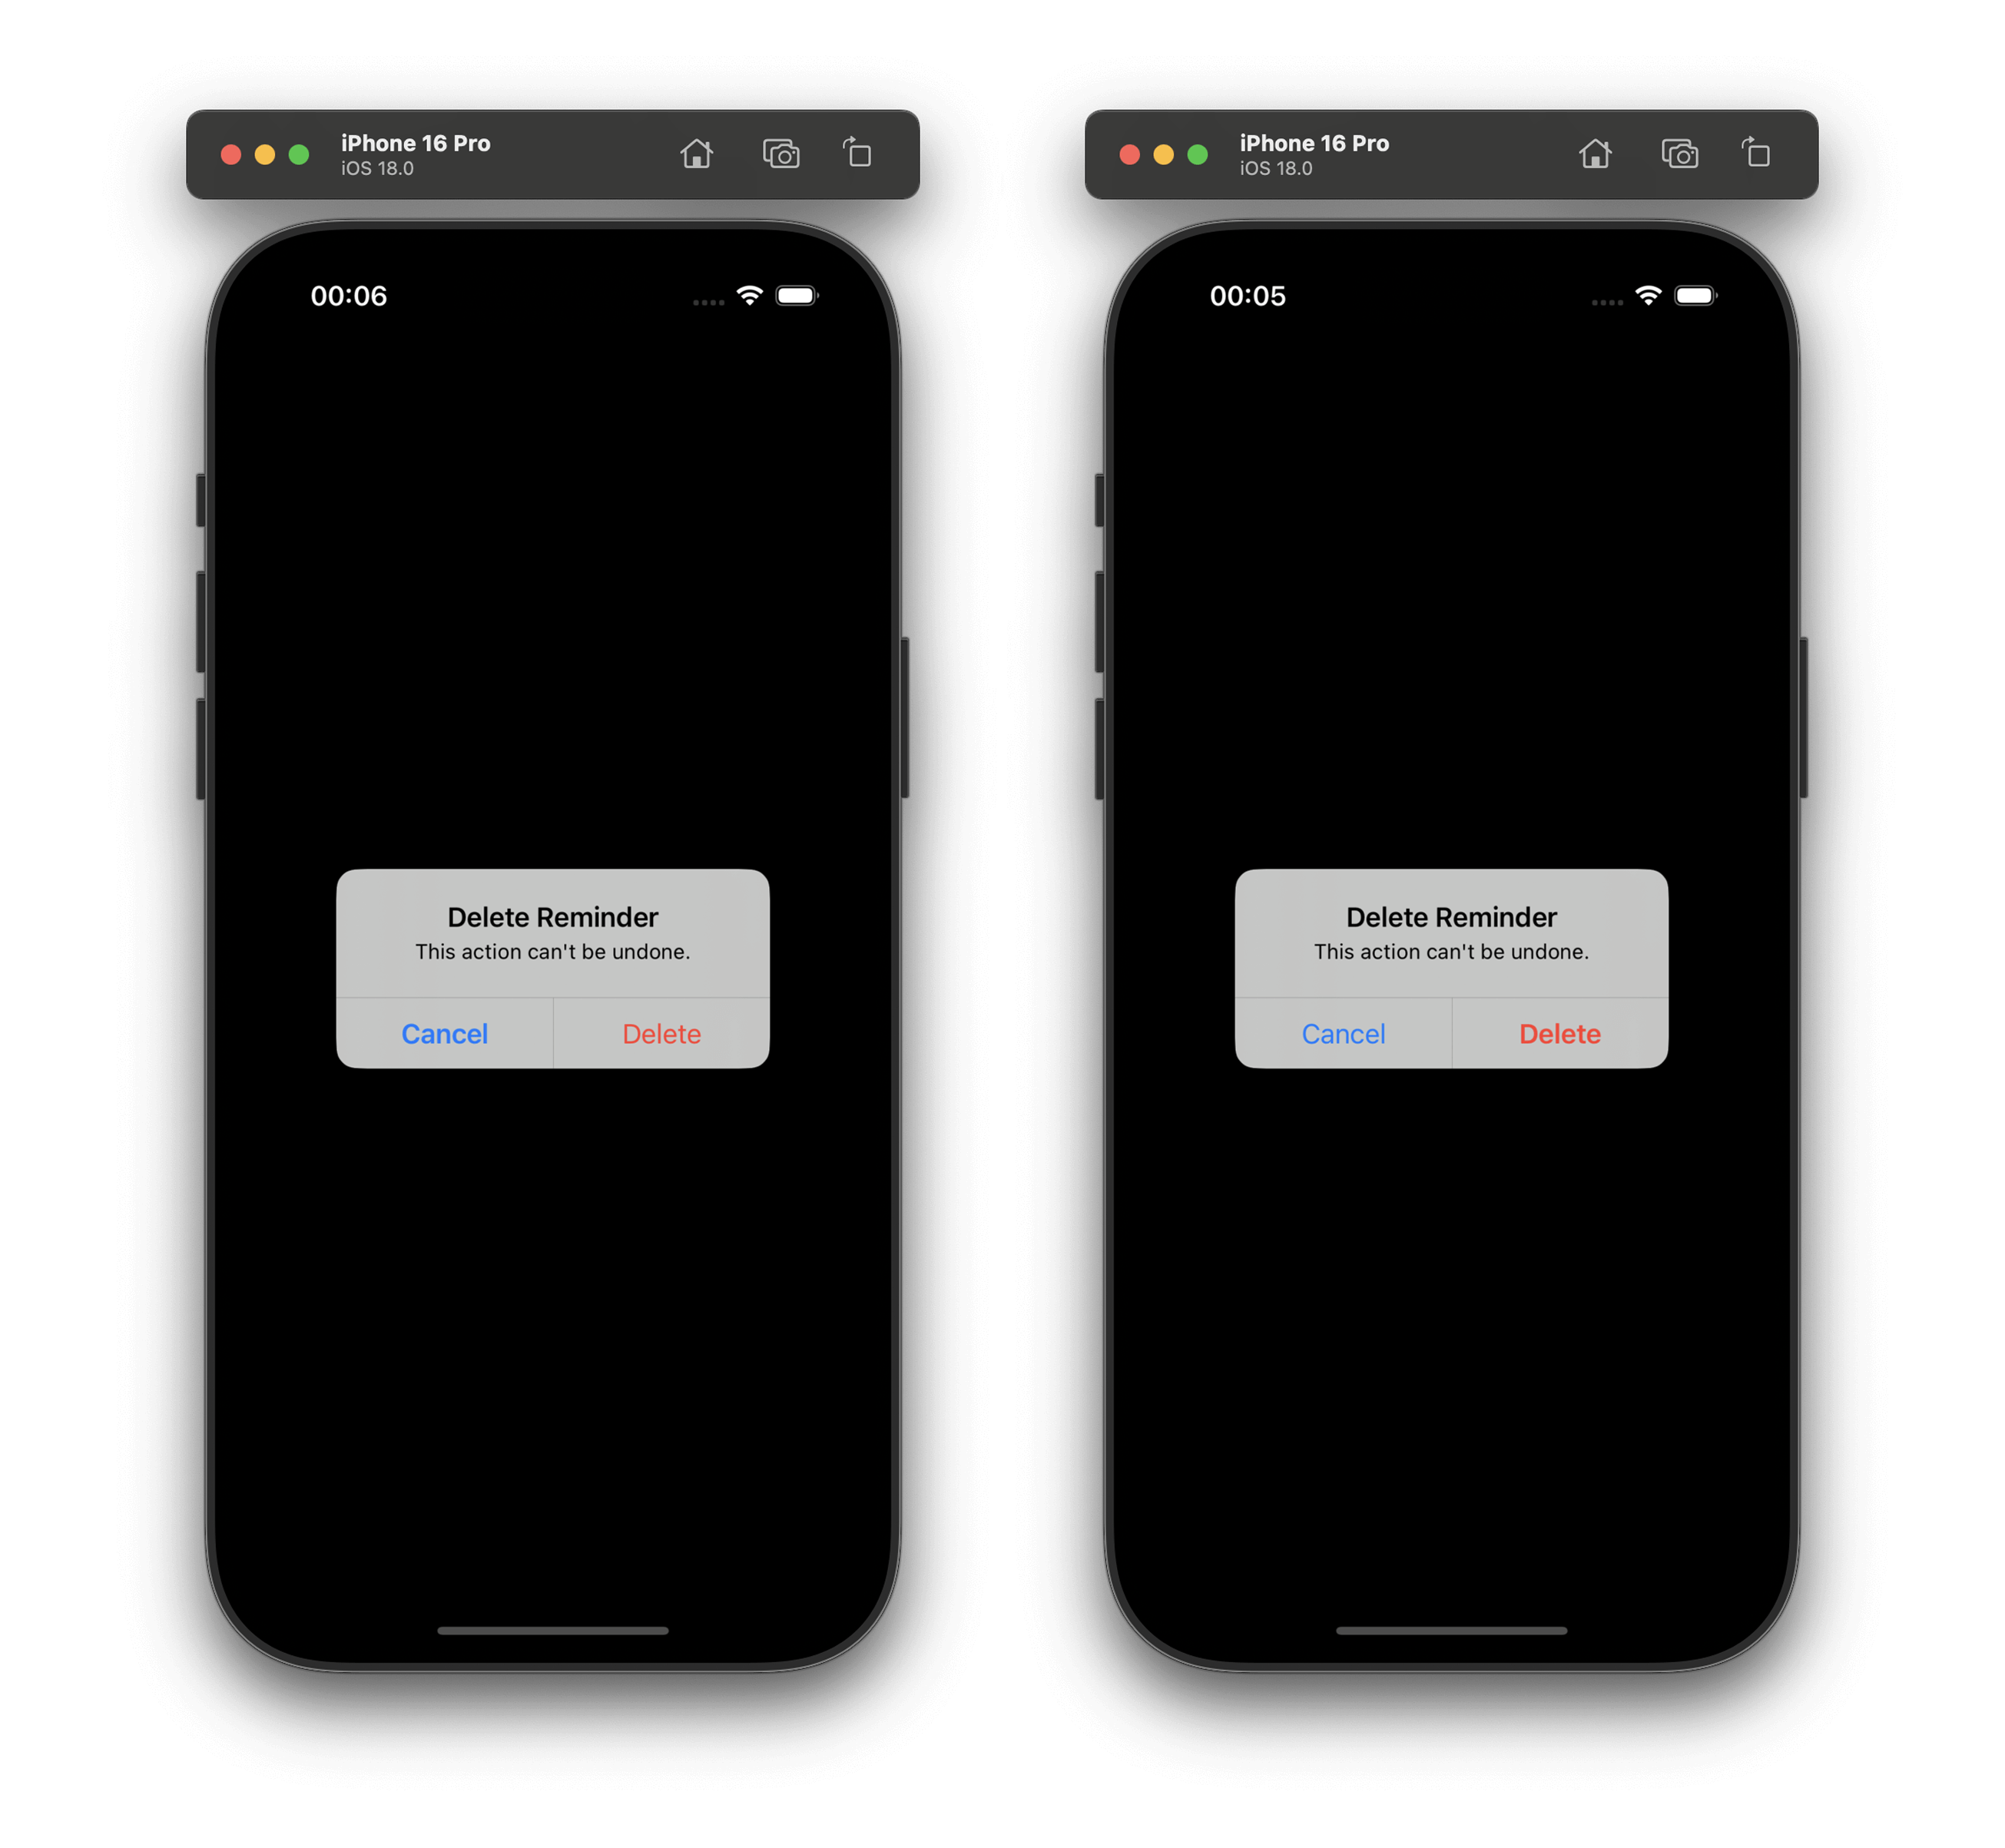 iPhone 16 Pro
iOS 18.0
00:06
Delete Reminder
This action can't be undone.
Cancel
Delete
iPhone 16 Pro
iOS 18.0
00:05
Delete Reminder
This action can't be undone.
Cancel
Delete